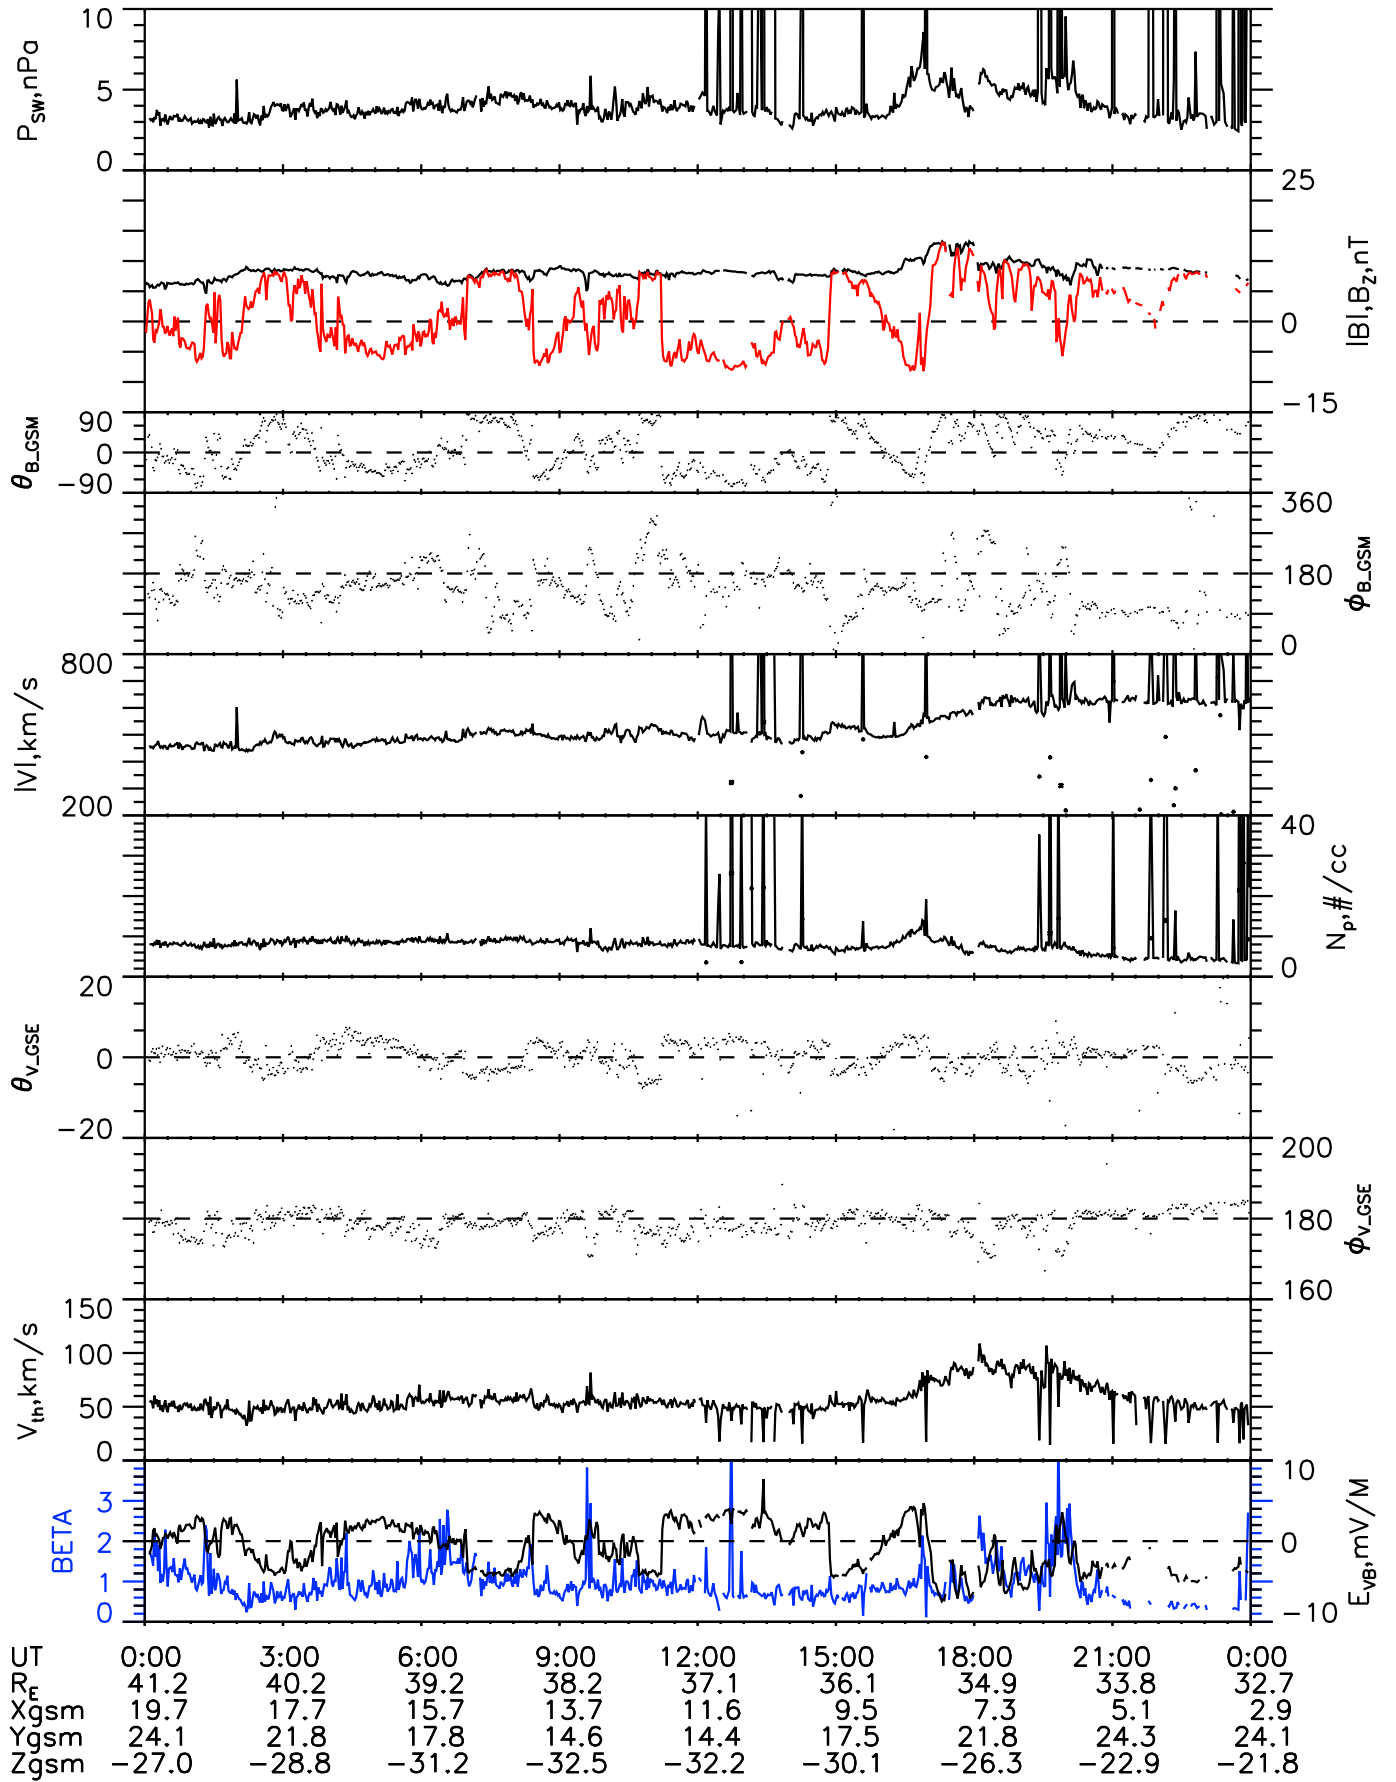 10
5
0
P_SW,nPa
25
0
−15
|B|,B_Z,nT
90
0
−90
θ_B_GSM
360
180
0
ϕ_B_GSM
800
200
|V|,km/s
40
0
N_p,#/cc
20
0
−20
θ_V_GSE
200
180
160
ϕ_V_GSE
150
100
50
0
V_th,km/s
3
2
1
0
BETA
10
0
−10
E_VB,mV/M
UT 0:00 3:00 6:00 9:00 12:00 15:00 18:00 21:00 0:00
R_E 41.2 40.2 39.2 38.2 37.1 36.1 34.9 33.8 32.7
Xgsm 19.7 17.7 15.7 13.7 11.6 9.5 7.3 5.1 2.9
Ygsm 24.1 21.8 17.8 14.6 14.4 17.5 21.8 24.3 24.1
Zgsm −27.0 −28.8 −31.2 −32.5 −32.2 −30.1 −26.3 −22.9 −21.8